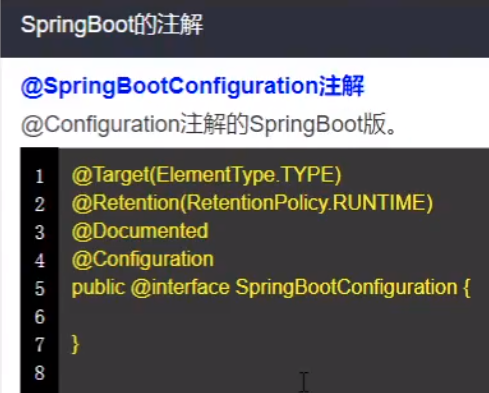 SpringBoot的注解
@SpringBootConfiguration注解
@Configuration注解的SpringBoot版。
1 @Target(ElementType.TYPE)
2 @Retention(RetentionPolicy.RUNTIME)
3 @Documented
4 @Configuration
5 public @interface SpringBootConfiguration {
6
7 }
8